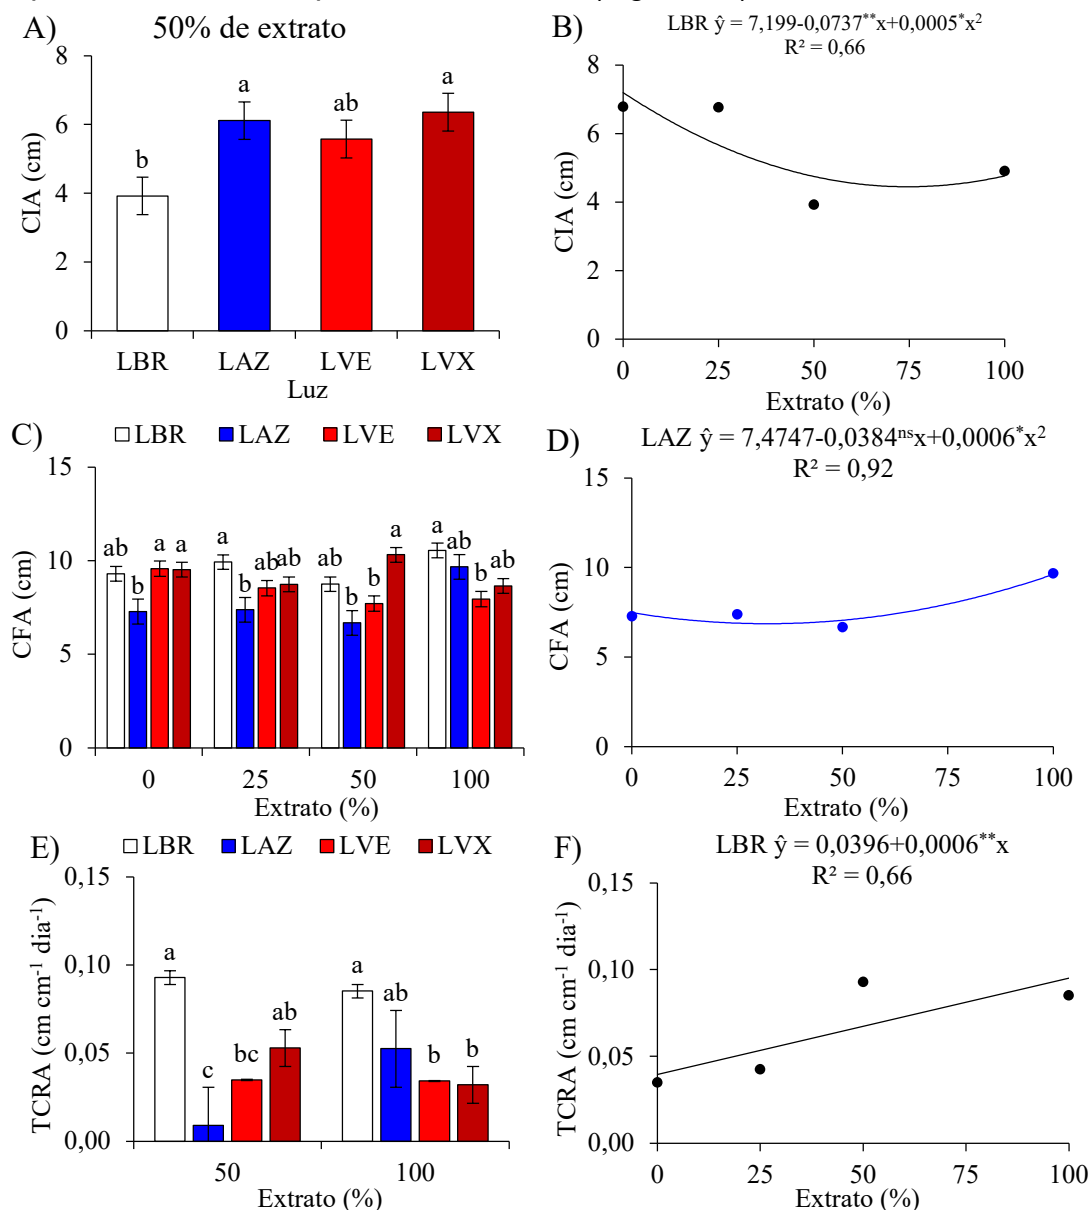 A)
50% de extrato
8
6
4
2
0
CIA (cm)
b
a
ab
a
LBR
LAZ
LVE
LVX
Luz
B)
LBR ŷ = 7,199-0,0737**x+0,0005*x²
R² = 0,66
8
6
4
2
0
CIA (cm)
0
25
50
100
Extrato (%)
C)
LBR
LAZ
LVE
LVX
15
10
5
0
CFA (cm)
ab
b
a
a
a
b
ab
ab
ab
b
b
a
a
ab
b
ab
0
25
50
100
Extrato (%)
D)
LAZ ŷ = 7,4747-0,0384ⁿˢx+0,0006*x²
R² = 0,92
15
10
5
0
CFA (cm)
0
25
50
75
100
Extrato (%)
E)
LBR
LAZ
LVE
LVX
0,15
0,10
0,05
0,00
TCRA (cm cm⁻¹ dia⁻¹)
a
c
bc
ab
a
ab
b
b
50
100
Extrato (%)
F)
LBR ŷ = 0,0396+0,0006**x
R² = 0,66
0,15
0,10
0,05
0,00
TCRA (cm cm⁻¹ dia⁻¹)
0
25
50
75
100
Extrato (%)